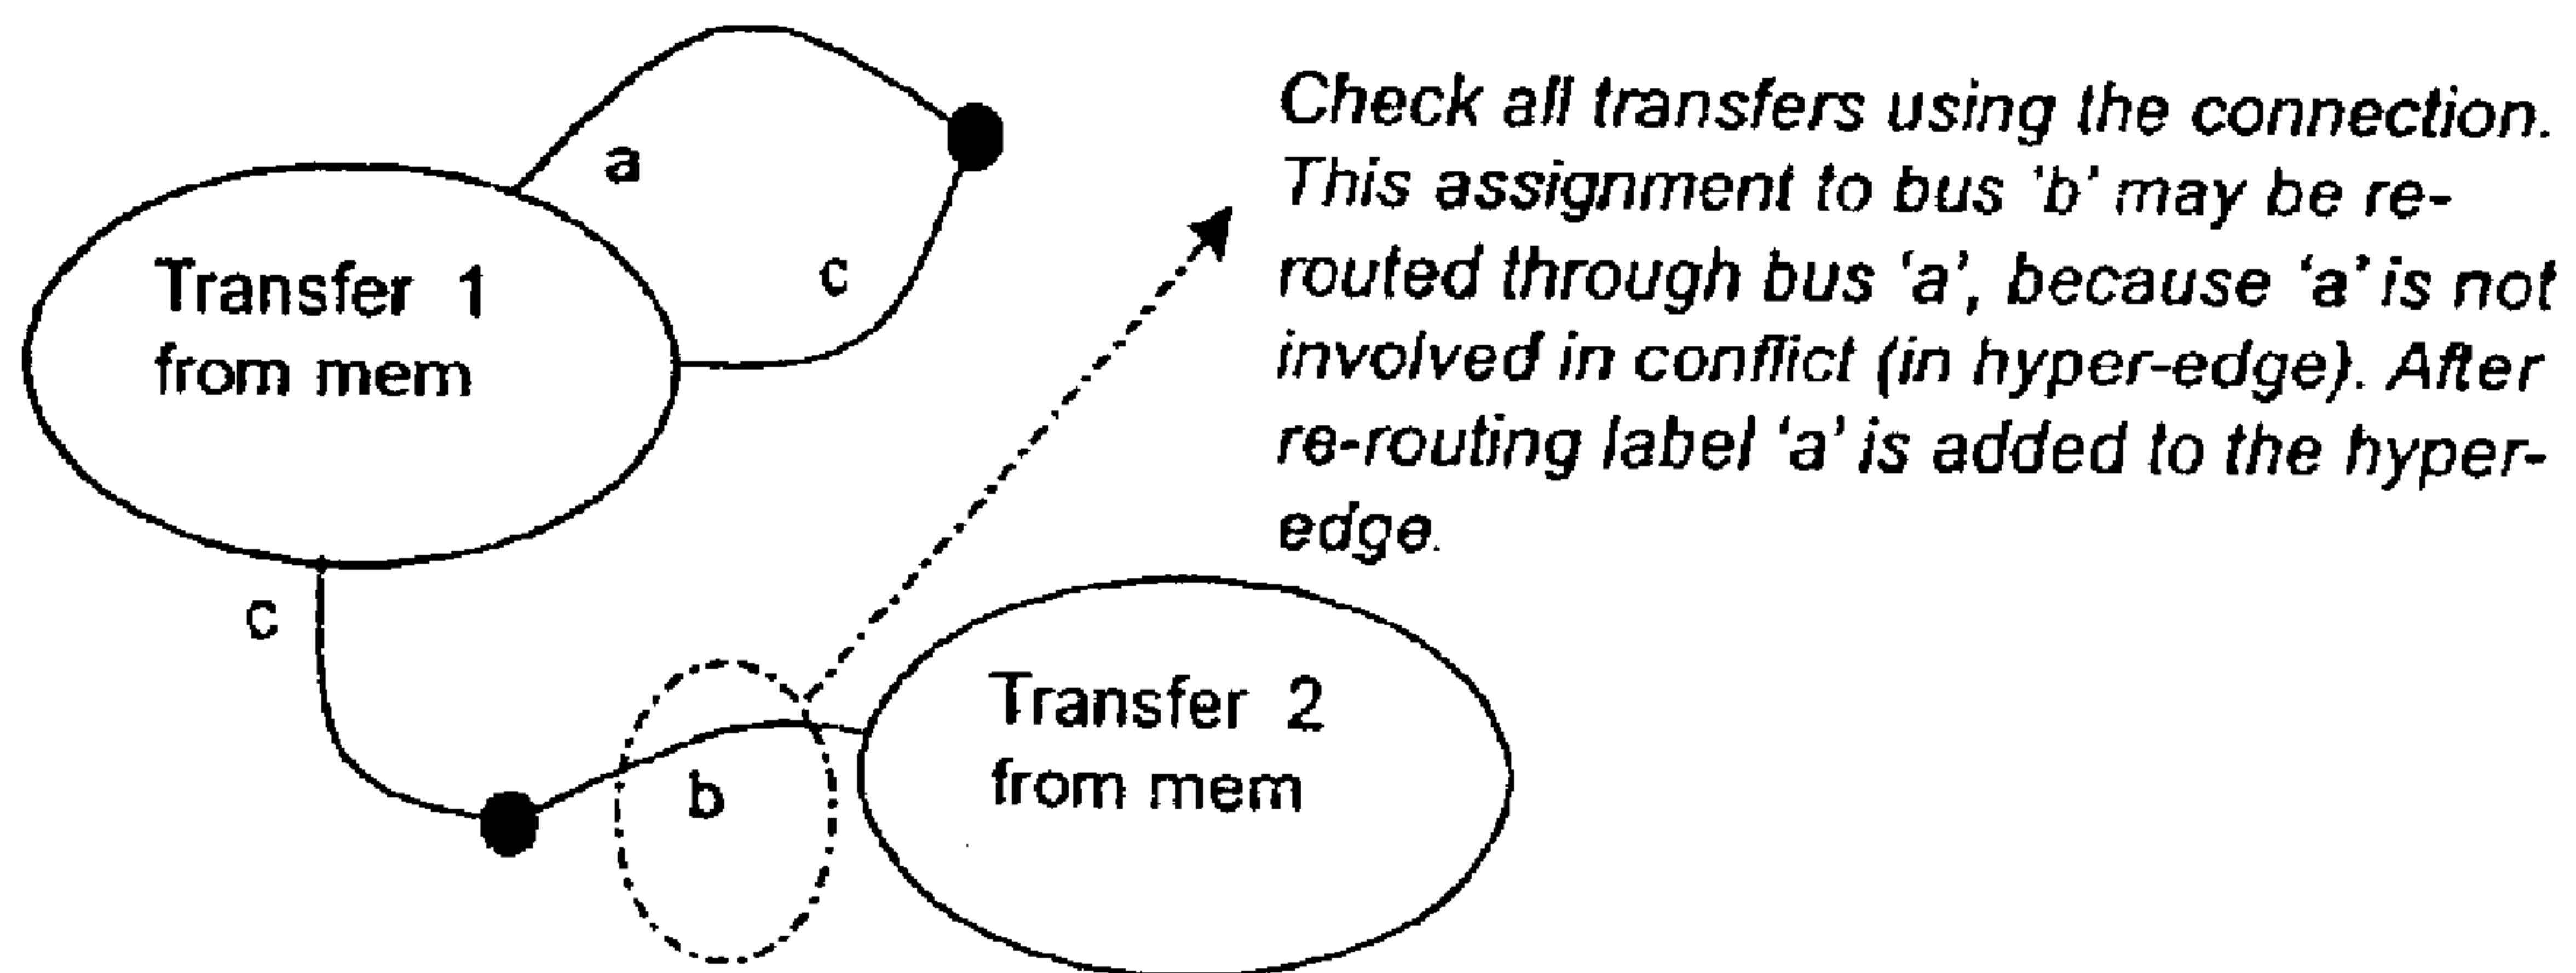 Check all transfers using the connection.
This assignment to bus 'b' may be re-
routed through bus 'a', because 'a' is not
involved in conflict (in hyper-edge). After
re-routing label 'a' is added to the hyper-
edge.
a
c
Transfer 1
from mem
c
b
Transfer 2
from mem